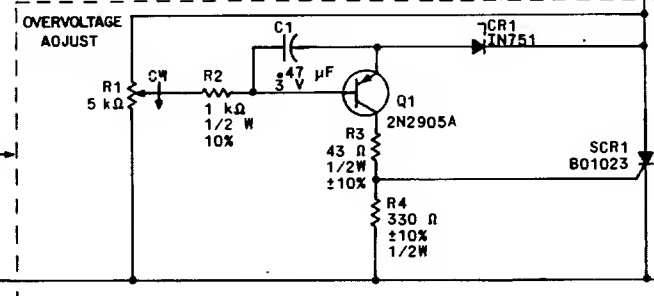 OVERVOLTAGE
ADJUST
C1
.47 µF
3 V
CR1
IN751
CW
R1
5 kΩ
R2
1 kΩ
1/2 W
10%
Q1
2N2905A
R3
43 Ω
1/2W
±10%
SCR1
B01023
R4
330 Ω
±10%
1/2W